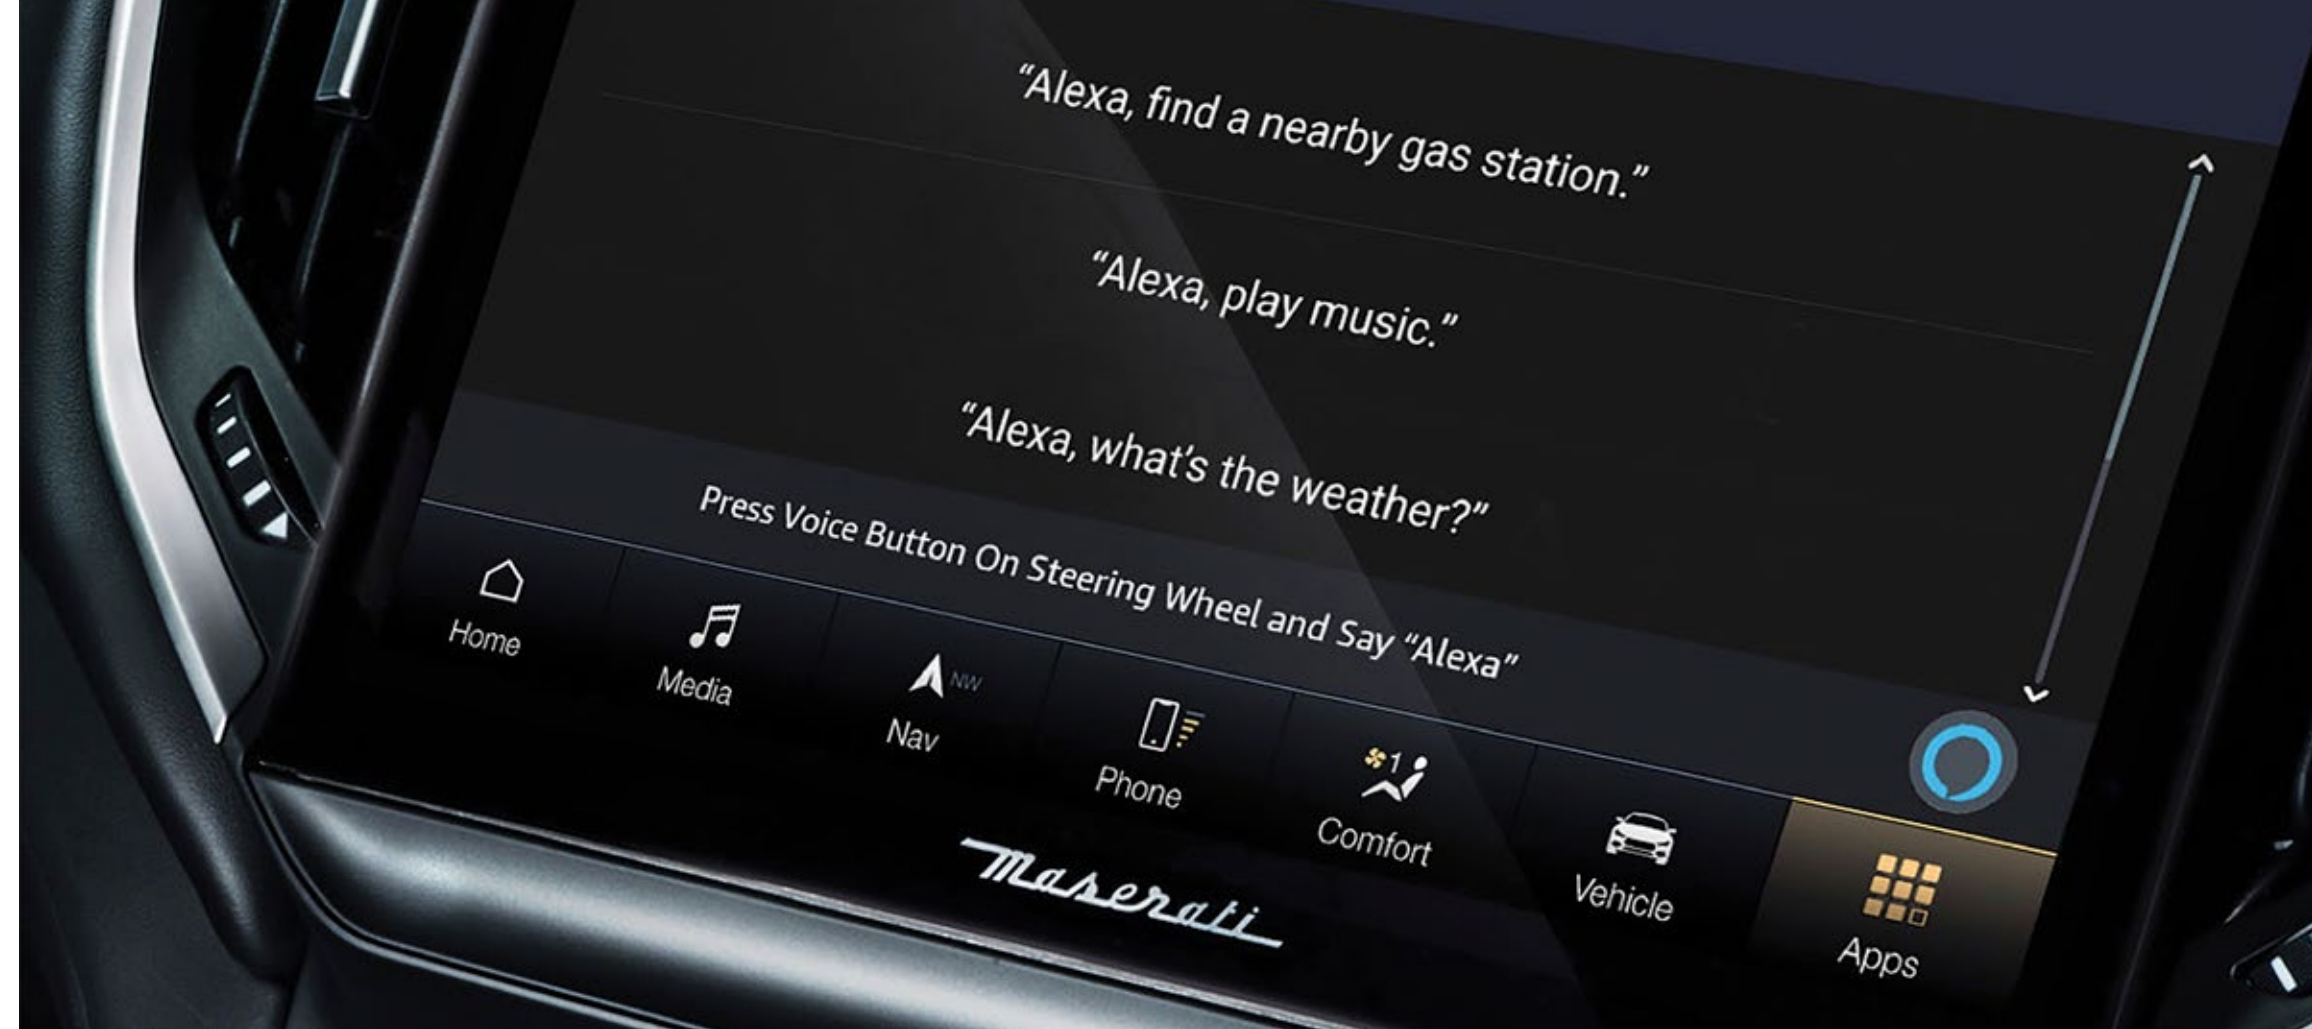 “Alexa, find a nearby gas station.”
“Alexa, play music.”
“Alexa, what’s the weather?”
Press Voice Button On Steering Wheel and Say “Alexa”
Home
Media
NW
Nav
Phone
1
Comfort
Vehicle
Apps
Maserati